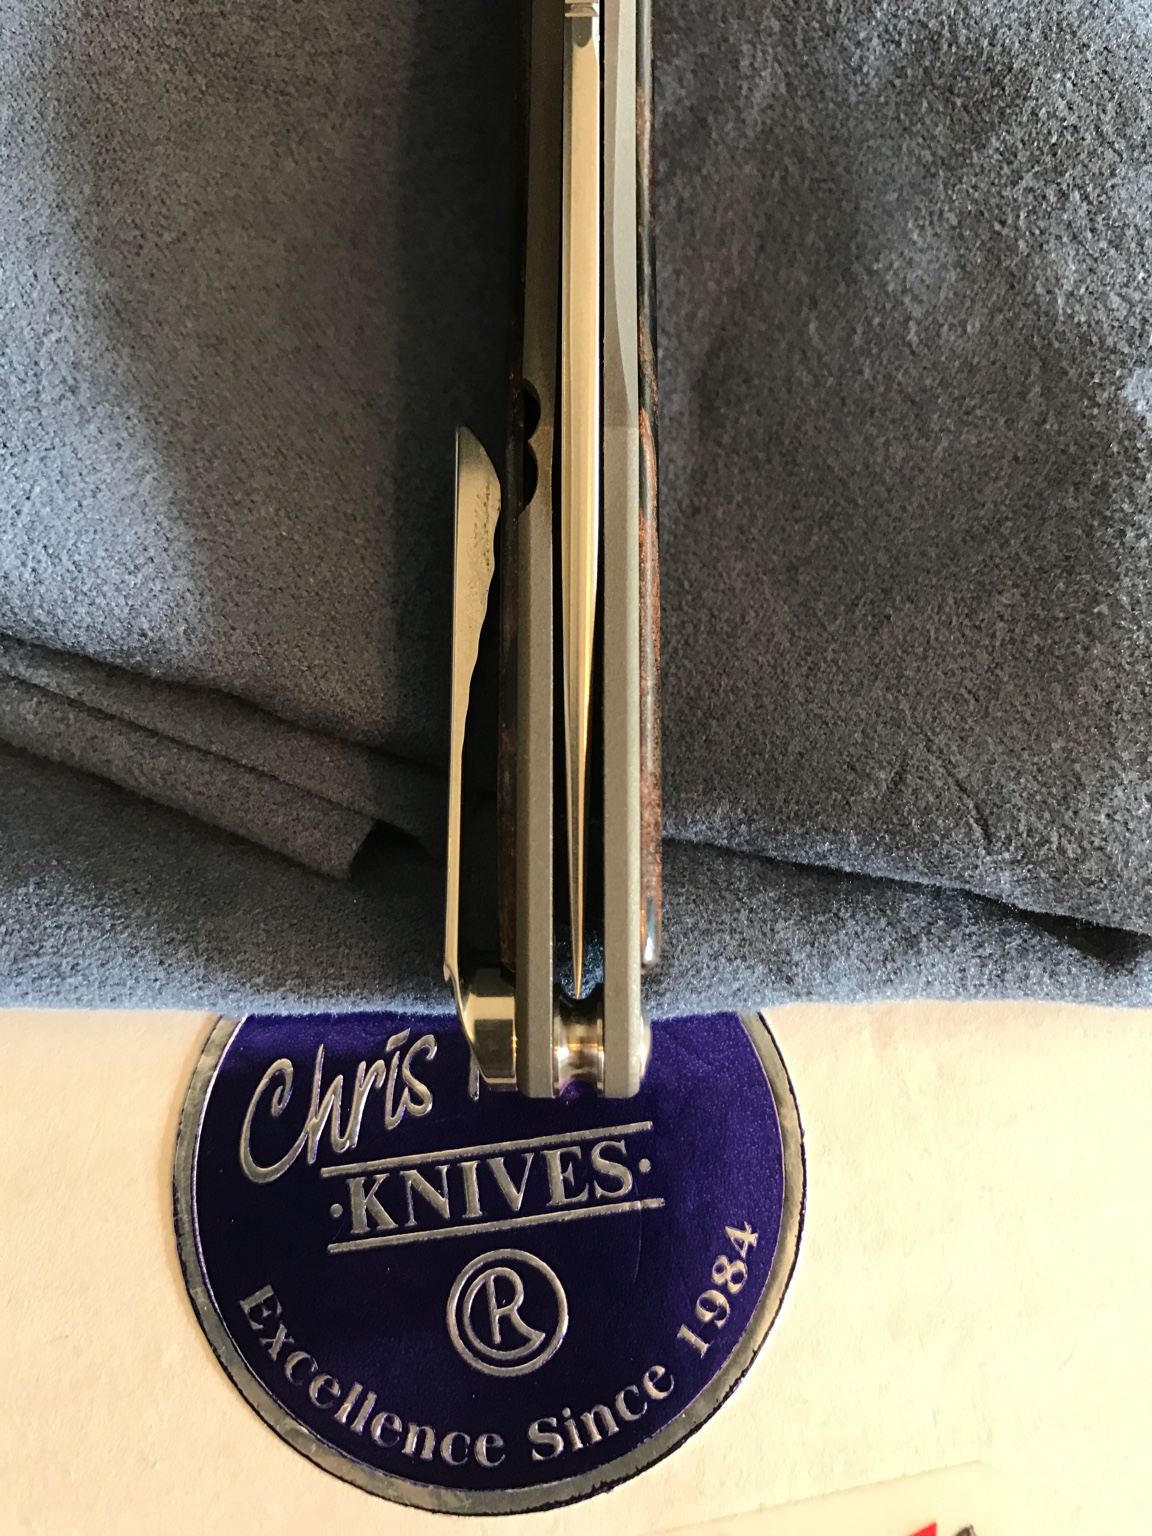 Chris
·KNIVES·
R
Excellence Since 1984